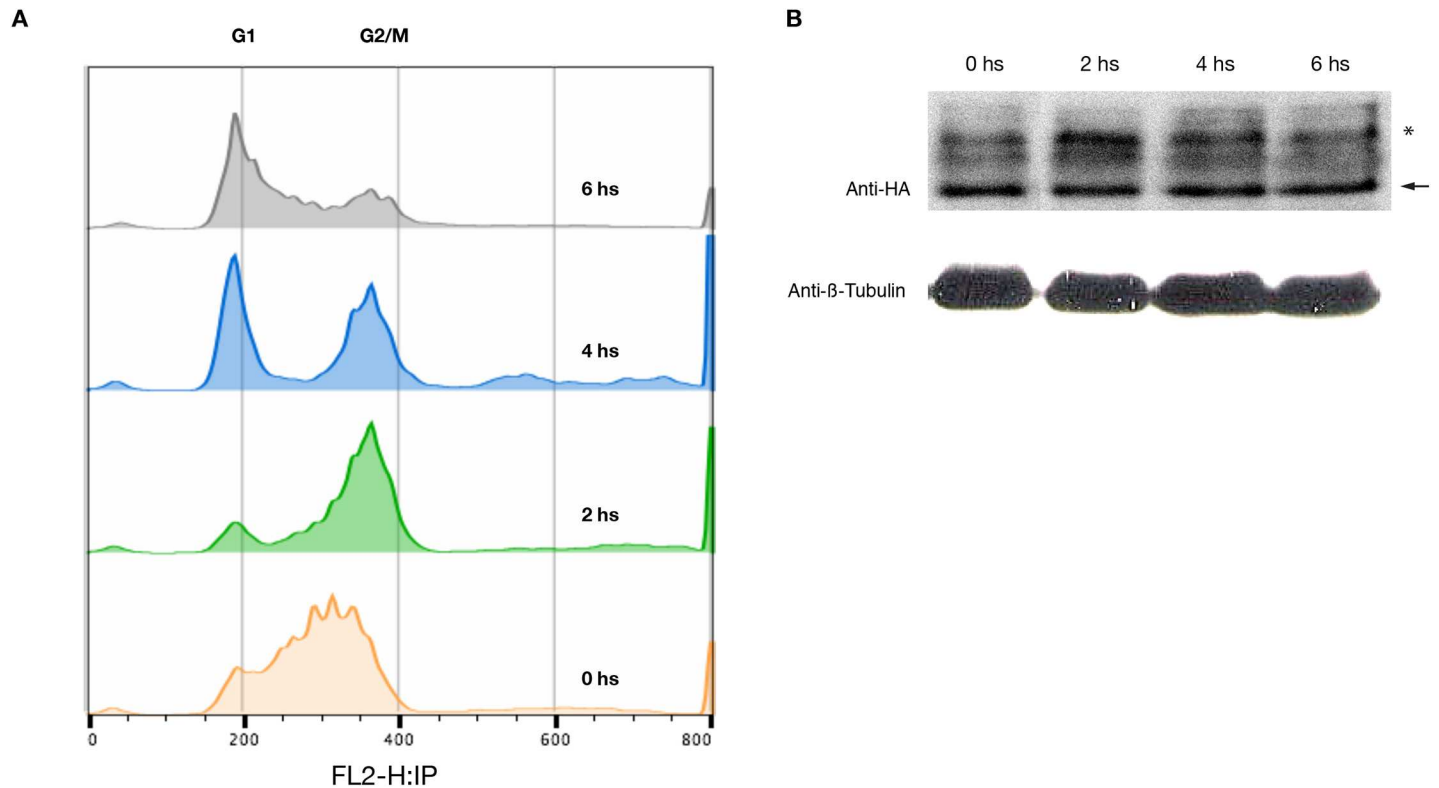 A
G1 G2/M
6 hs
4 hs
2 hs
0 hs
0 200 400 600 800
FL2-H:IP
B
0 hs 2 hs 4 hs 6 hs
*
Anti-HA
Anti-ß-Tubulin